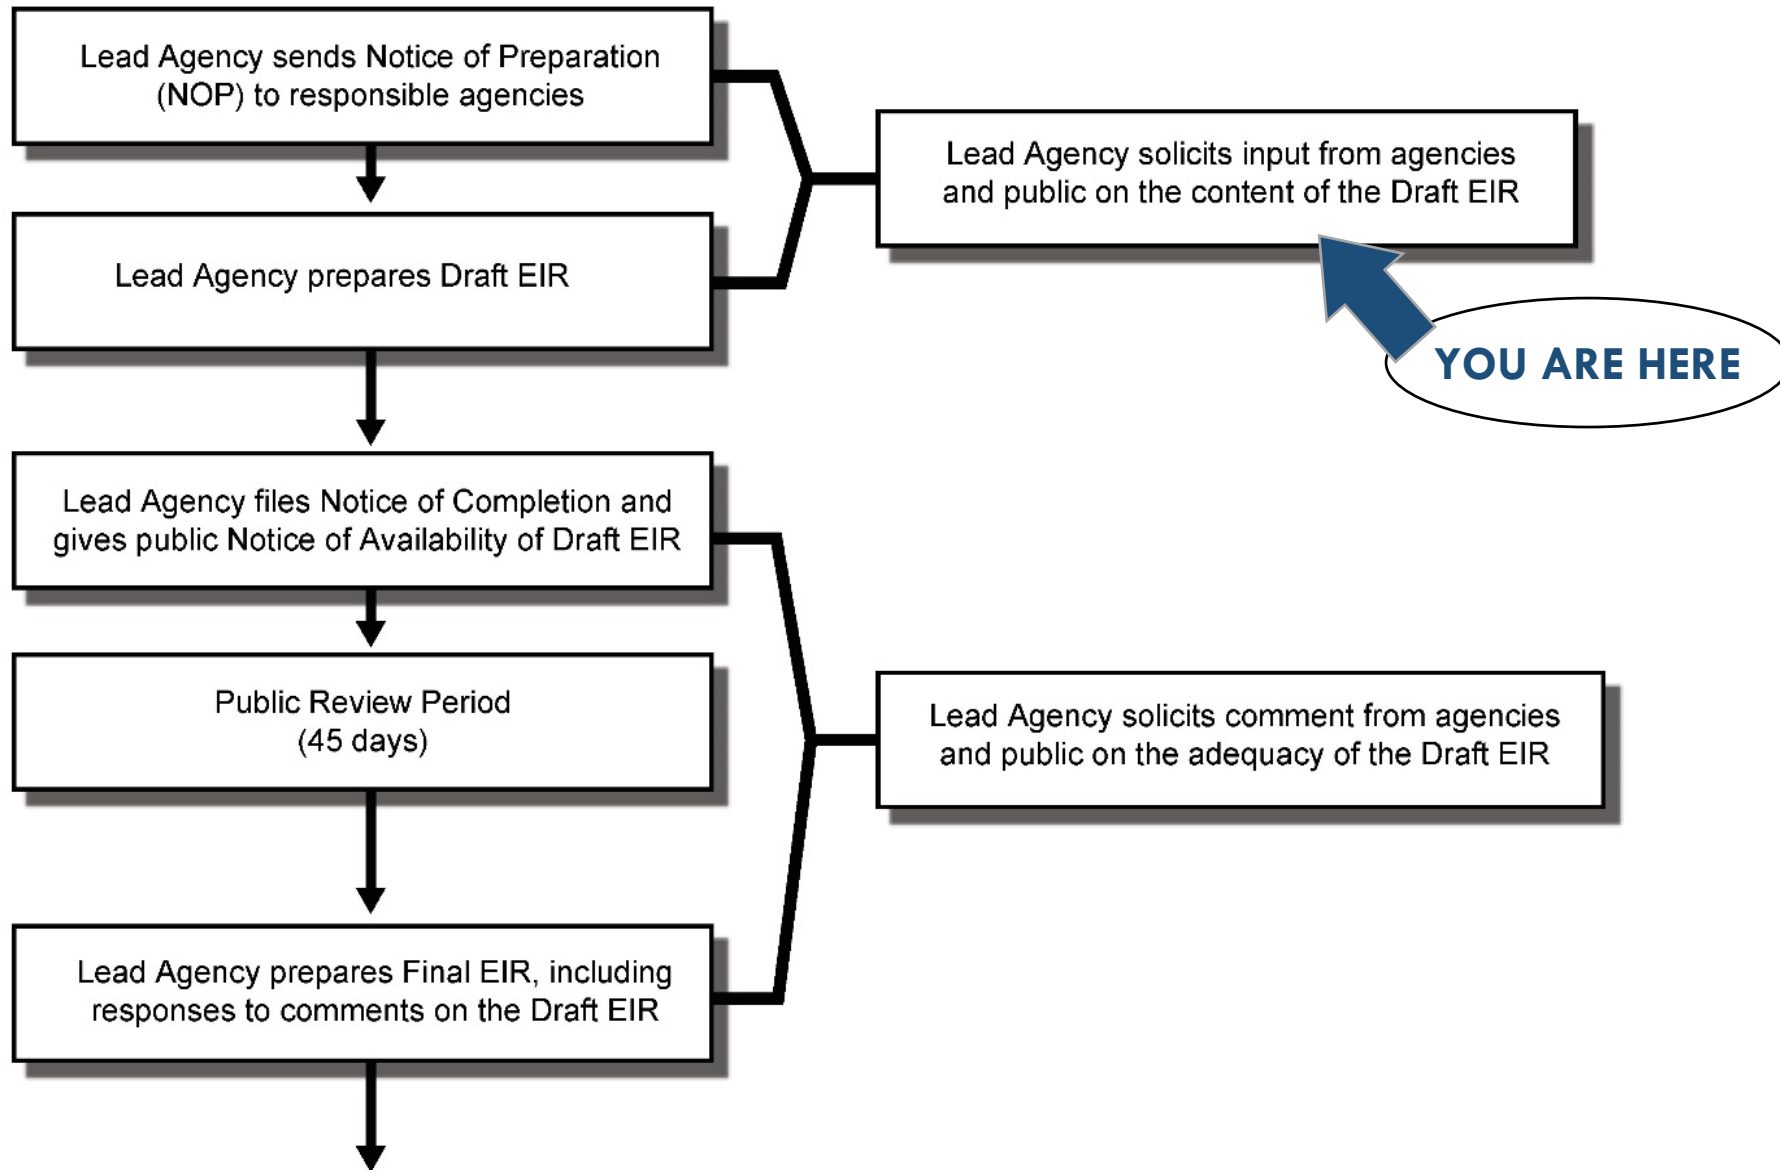 Lead Agency sends Notice of Preparation
(NOP) to responsible agencies
Lead Agency solicits input from agencies
and public on the content of the Draft EIR
Lead Agency prepares Draft EIR
YOU ARE HERE
Lead Agency files Notice of Completion and
gives public Notice of Availability of Draft EIR
Public Review Period
(45 days)
Lead Agency solicits comment from agencies
and public on the adequacy of the Draft EIR
Lead Agency prepares Final EIR, including
responses to comments on the Draft EIR